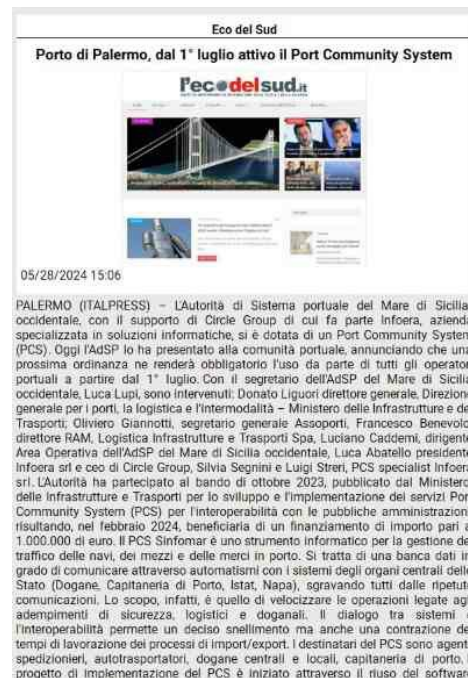 Eco del Sud
Porto di Palermo, dal 1° luglio attivo il Port Community System
l'ecodelsud.it
05/28/2024 15:06
PALERMO (ITALPRESS) – L'Autorità di Sistema portuale del Mare di Sicilia
occidentale, con il supporto di Circle Group di cui fa parte Infoera, azienda
specializzata in soluzioni informatiche, si è dotata di un Port Community System
(PCS). Oggi l'AdSP lo ha presentato alla comunità portuale, annunciando che una
prossima ordinanza ne renderà obbligatorio l'uso da parte di tutti gli operatori
portuali a partire dal 1° luglio. Con il segretario dell'AdSP del Mare di Sicilia
occidentale, Luca Lupi, sono intervenuti: Donato Liguori direttore generale, Direzione
generale per i porti, la logistica e l'intermodalità – Ministero delle Infrastrutture e dei
Trasporti; Oliviero Giannotti, segretario generale Assoporti, Francesco Benevolo,
direttore RAM, Logistica Infrastrutture e Trasporti Spa, Luciano Caddemi, dirigente
Area Operativa dell'AdSP del Mare di Sicilia occidentale, Luca Abatello presidente
Infoera srl e ceo di Circle Group, Silvia Segnini e Luigi Streri, PCS specialist Infoera
srl. L'Autorità ha partecipato al bando di ottobre 2023, pubblicato dal Ministero
delle Infrastrutture e Trasporti per lo sviluppo e l'implementazione dei servizi Port
Community System (PCS) per l'interoperabilità con le pubbliche amministrazioni
risultando, nel febbraio 2024, beneficiaria di un finanziamento di importo pari a
1.000.000 di euro. Il PCS Sinfomar è uno strumento informatico per la gestione del
traffico delle navi, dei mezzi e delle merci in porto. Si tratta di una banca dati in
grado di comunicare attraverso automatismi con i sistemi degli organi centrali dello
Stato (Dogane, Capitaneria di Porto, Istat, Napa), sgravando tutti dalle ripetute
comunicazioni. Lo scopo, infatti, è quello di velocizzare le operazioni legate agli
adempimenti di sicurezza, logistici e doganali. Il dialogo tra sistemi e
l'interoperabilità permette un deciso snellimento ma anche una contrazione dei
tempi di lavorazione dei processi di import/export. I destinatari del PCS sono agenti,
spedizionieri, autotrasportatori, dogane centrali e locali, capitaneria di porto. Il
progetto di implementazione del PCS è iniziato attraverso il riuso del software